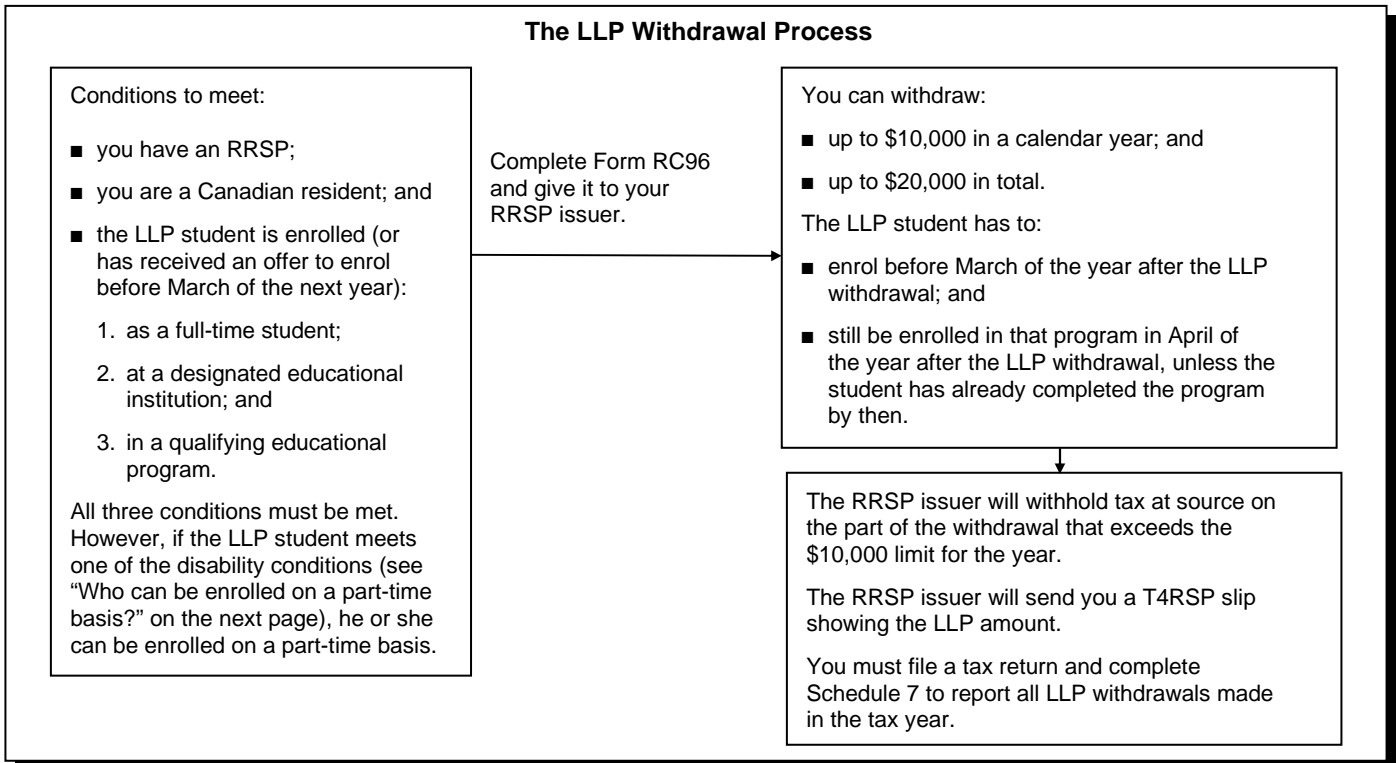 The LLP Withdrawal Process
Conditions to meet:
■ you have an RRSP;
■ you are a Canadian resident; and
■ the LLP student is enrolled (or
has received an offer to enrol
before March of the next year):
1. as a full-time student;
2. at a designated educational
institution; and
3. in a qualifying educational
program.
All three conditions must be met.
However, if the LLP student meets
one of the disability conditions (see
“Who can be enrolled on a part-time
basis?” on the next page), he or she
can be enrolled on a part-time basis.
Complete Form RC96
and give it to your
RRSP issuer.
You can withdraw:
■ up to $10,000 in a calendar year; and
■ up to $20,000 in total.
The LLP student has to:
■ enrol before March of the year after the LLP
withdrawal; and
■ still be enrolled in that program in April of
the year after the LLP withdrawal, unless the
student has already completed the program
by then.
The RRSP issuer will withhold tax at source on
the part of the withdrawal that exceeds the
$10,000 limit for the year.
The RRSP issuer will send you a T4RSP slip
showing the LLP amount.
You must file a tax return and complete
Schedule 7 to report all LLP withdrawals made
in the tax year.